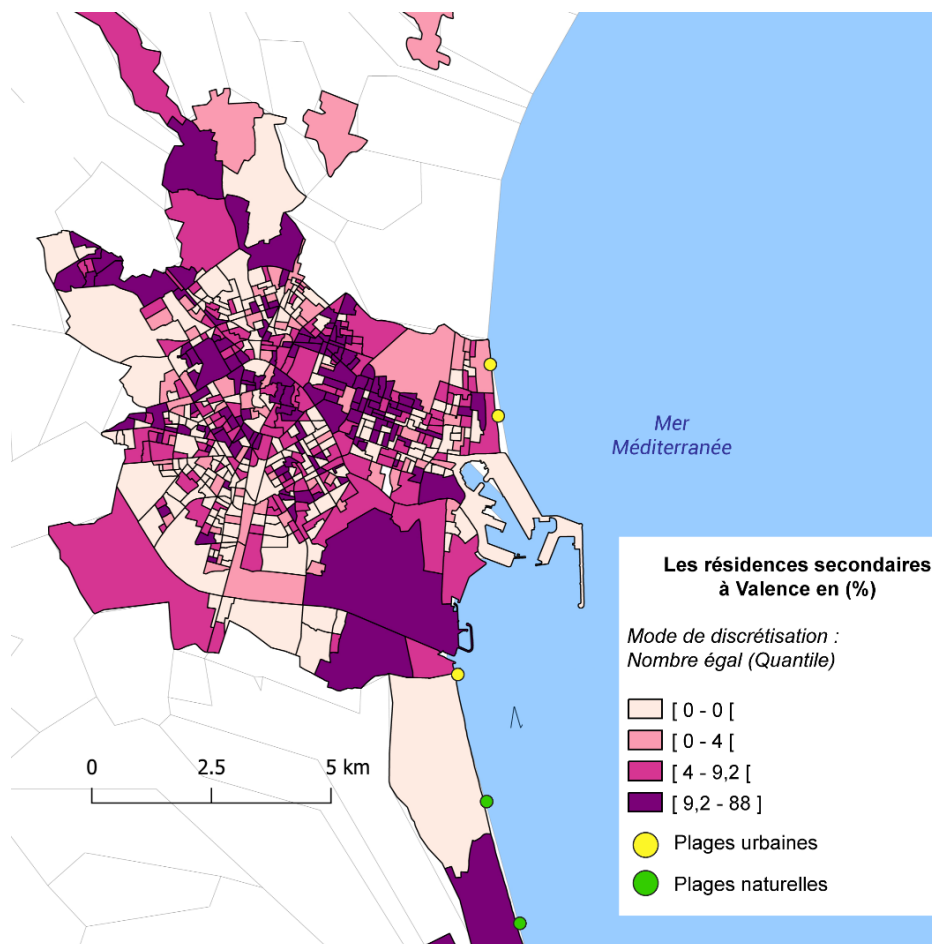 Mer
Méditerranée
0 2.5 5 km
Les résidences secondaires
à Valence en (%)
Mode de discrétisation :
Nombre égal (Quantile)
[ 0 - 0 [
[ 0 - 4 [
[ 4 - 9,2 [
[ 9,2 - 88 ]
Plages urbaines
Plages naturelles